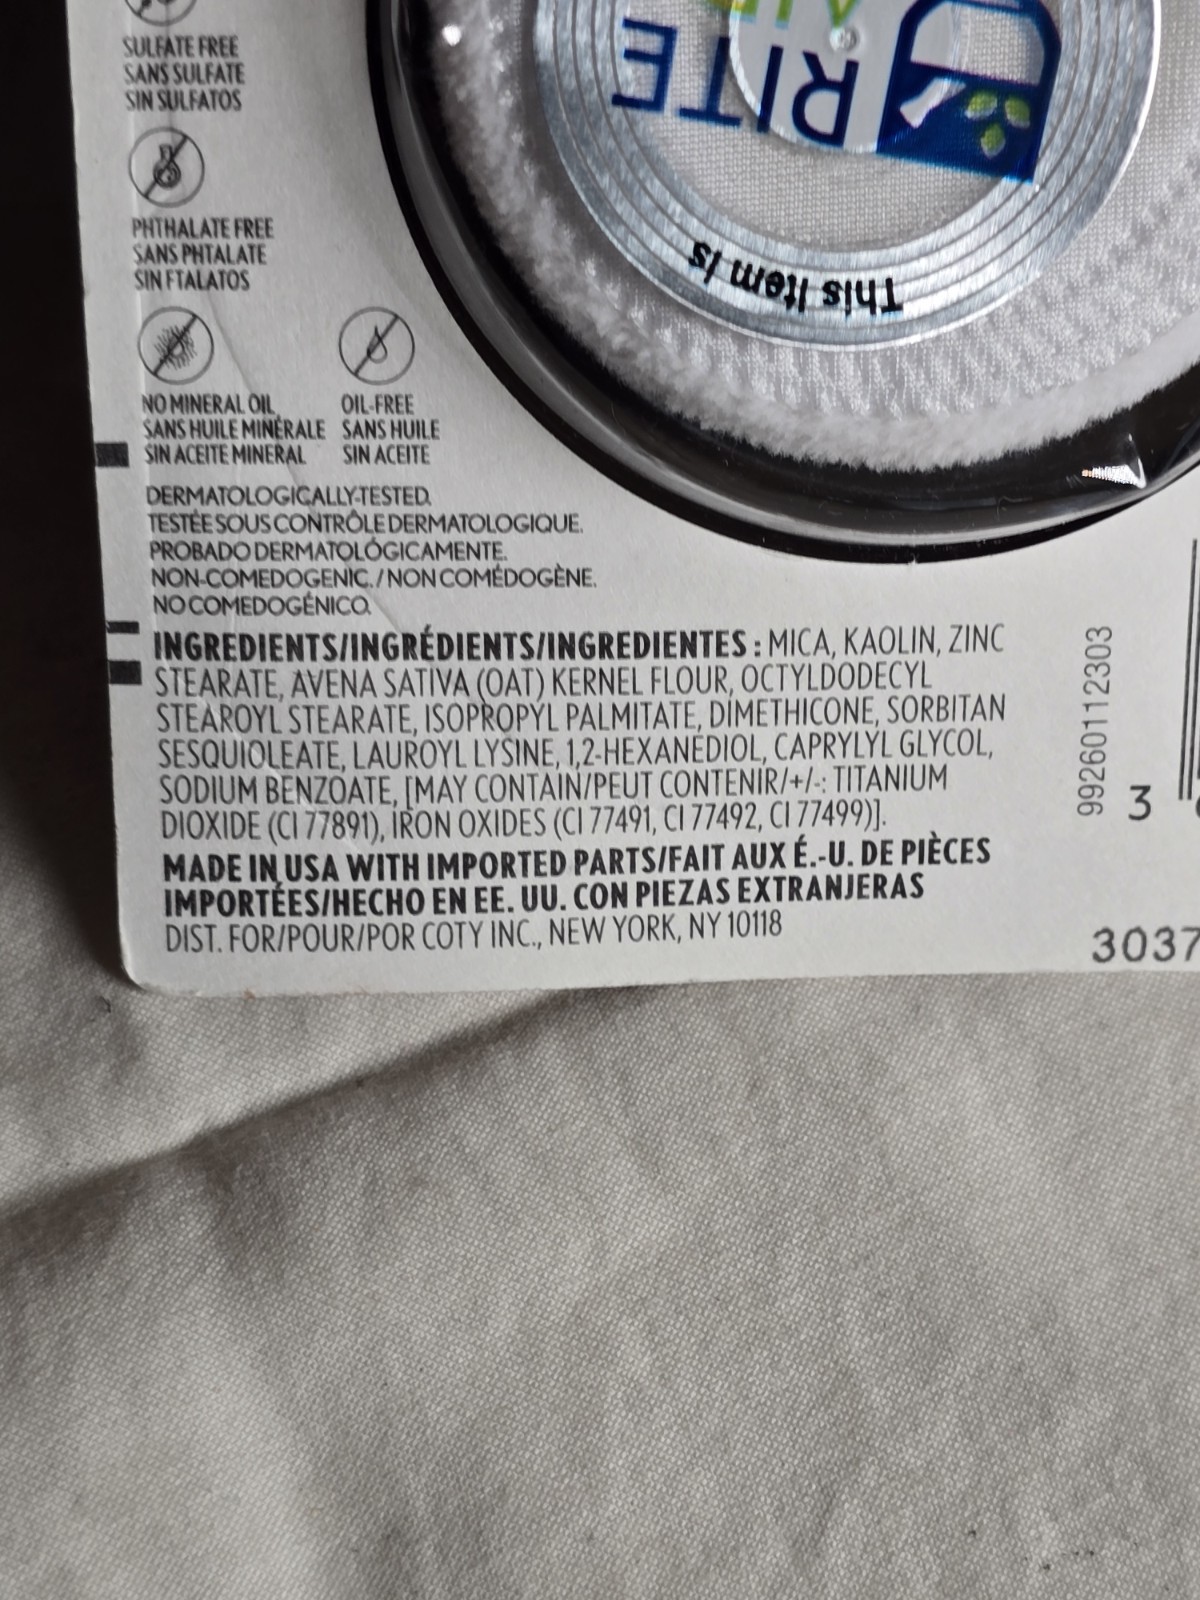 SULFATE FREE
SANS SULFATE
SIN SULFATOS
PHTHALATE FREE
SANS PHTALATE
SIN FTALATOS
NO MINERAL OIL
SANS HUILE MINÉRALE
SIN ACEITE MINERAL
OIL-FREE
SANS HUILE
SIN ACEITE
DERMATOLOGICALLY-TESTED.
TESTÉE SOUS CONTRÔLE DERMATOLOGIQUE.
PROBADO DERMATOLÓGICAMENTE.
NON-COMEDOGENIC. / NON COMÉDOGÈNE.
NO COMEDOGÉNICO.
INGREDIENTS/INGRÉDIENTS/INGREDIENTES : MICA, KAOLIN, ZINC
STEARATE, AVENA SATIVA (OAT) KERNEL FLOUR, OCTYLDODECYL
STEAROYL STEARATE, ISOPROPYL PALMITATE, DIMETHICONE, SORBITAN
SESQUIOLEATE, LAUROYL LYSINE, 1,2-HEXANEDIOL, CAPRYLYL GLYCOL,
SODIUM BENZOATE, [MAY CONTAIN/PEUT CONTENIR/+/-: TITANIUM
DIOXIDE (CI 77891), IRON OXIDES (CI 77491, CI 77492, CI 77499)].
MADE IN USA WITH IMPORTED PARTS/FAIT AUX É.-U. DE PIÈCES
IMPORTÉES/HECHO EN EE. UU. CON PIEZAS EXTRANJERAS
DIST. FOR/POUR/POR COTY INC., NEW YORK, NY 10118
RITE
AID
This Item Is
99260112303
3
3037